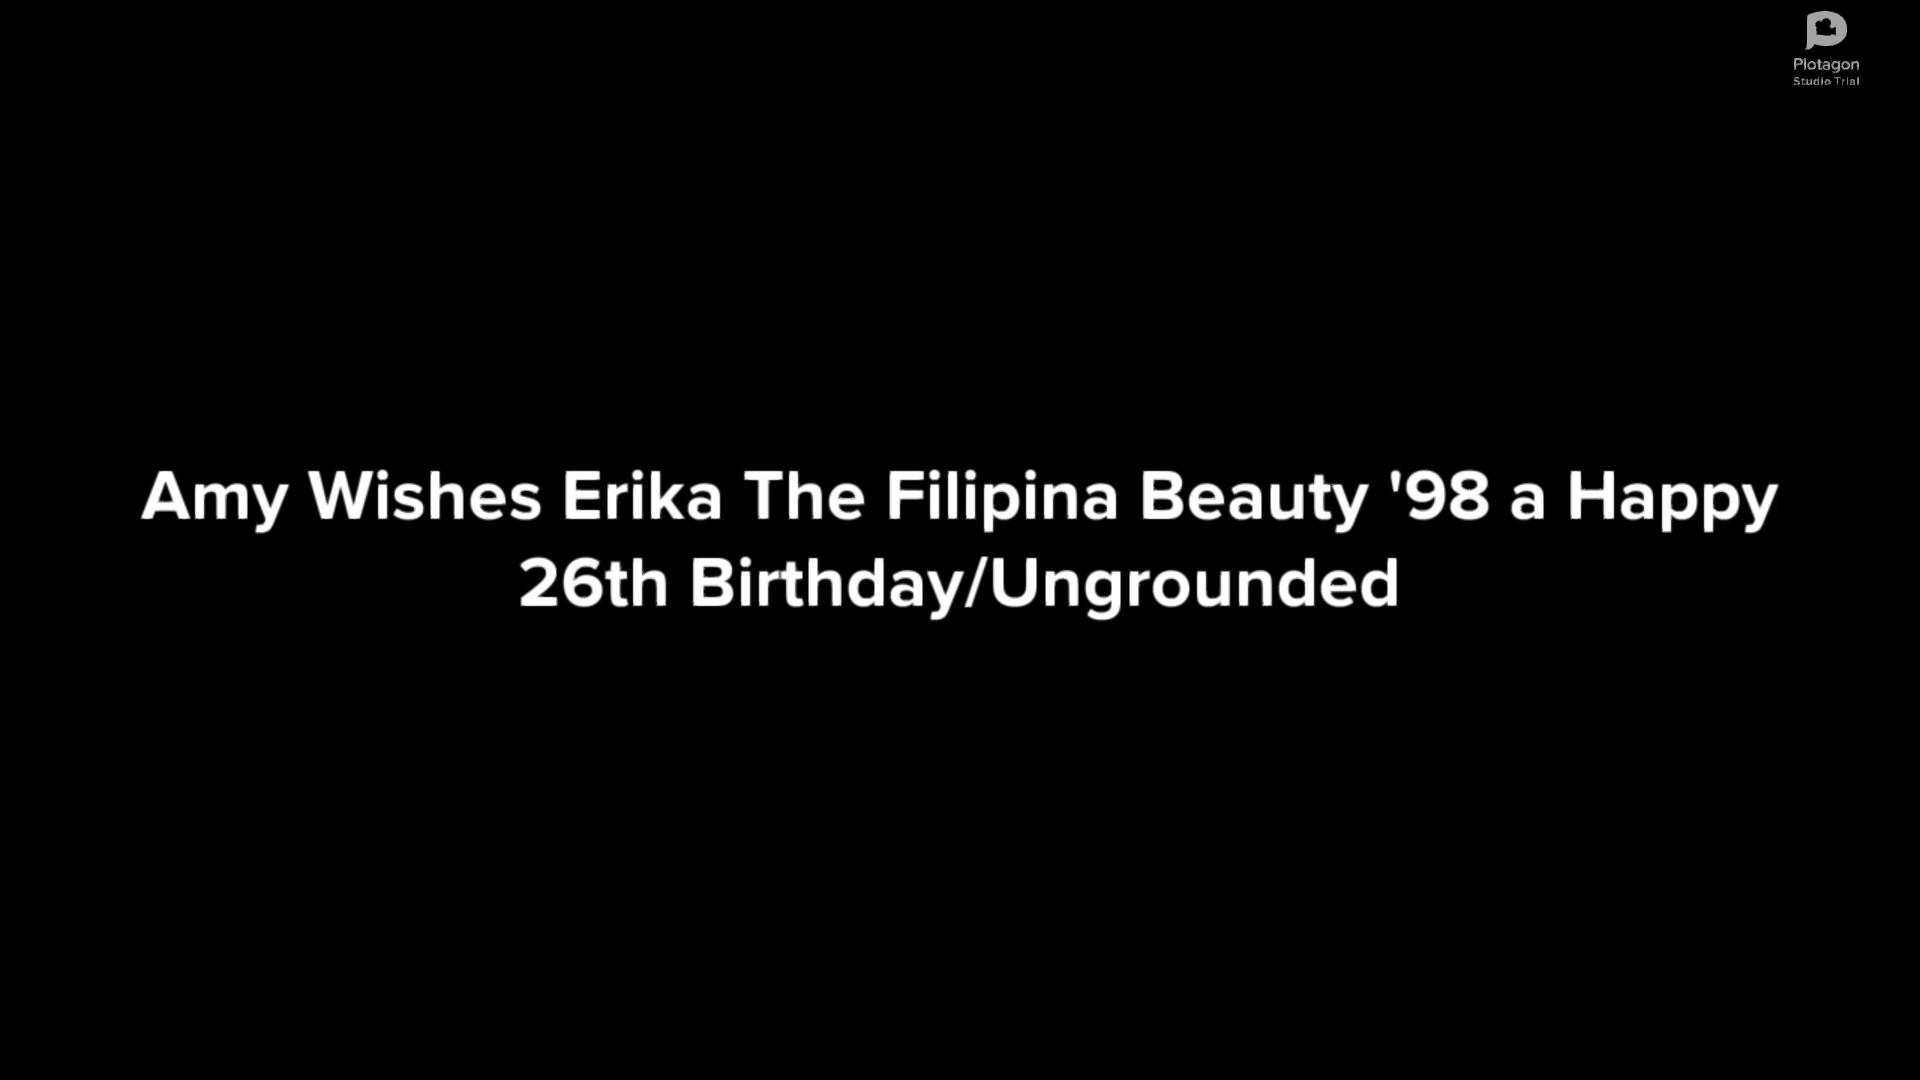 Plotagon
Studio Trial
Amy Wishes Erika The Filipina Beauty '98 a Happy
26th Birthday/Ungrounded